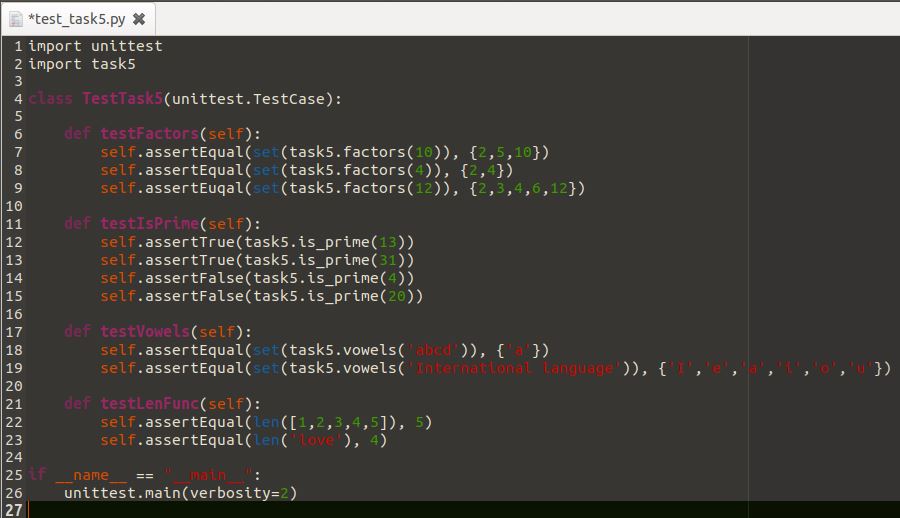 *test_task5.py ✖
1 import unittest
2 import task5
3
4 class TestTask5(unittest.TestCase):
5
6     def testFactors(self):
7         self.assertEqual(set(task5.factors(10)), {2,5,10})
8         self.assertEqual(set(task5.factors(4)), {2,4})
9         self.assertEuqal(set(task5.factors(12)), {2,3,4,6,12})
10
11     def testIsPrime(self):
12         self.assertTrue(task5.is_prime(13))
13         self.assertTrue(task5.is_prime(31))
14         self.assertFalse(task5.is_prime(4))
15         self.assertFalse(task5.is_prime(20))
16
17     def testVowels(self):
18         self.assertEqual(set(task5.vowels('abcd')), {'a'})
19         self.assertEqual(set(task5.vowels('International language')), {'I','e','a','i','o','u'})
20
21     def testLenFunc(self):
22         self.assertEqual(len([1,2,3,4,5]), 5)
23         self.assertEqual(len('love'), 4)
24
25 if __name__ == "__main__":
26     unittest.main(verbosity=2)
27